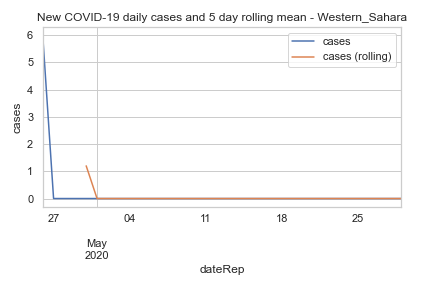 New COVID-19 daily cases and 5 day rolling mean - Western_Sahara
cases
cases (rolling)
cases
6
5
4
3
2
1
0
27
04
11
18
25
May
2020
dateRep